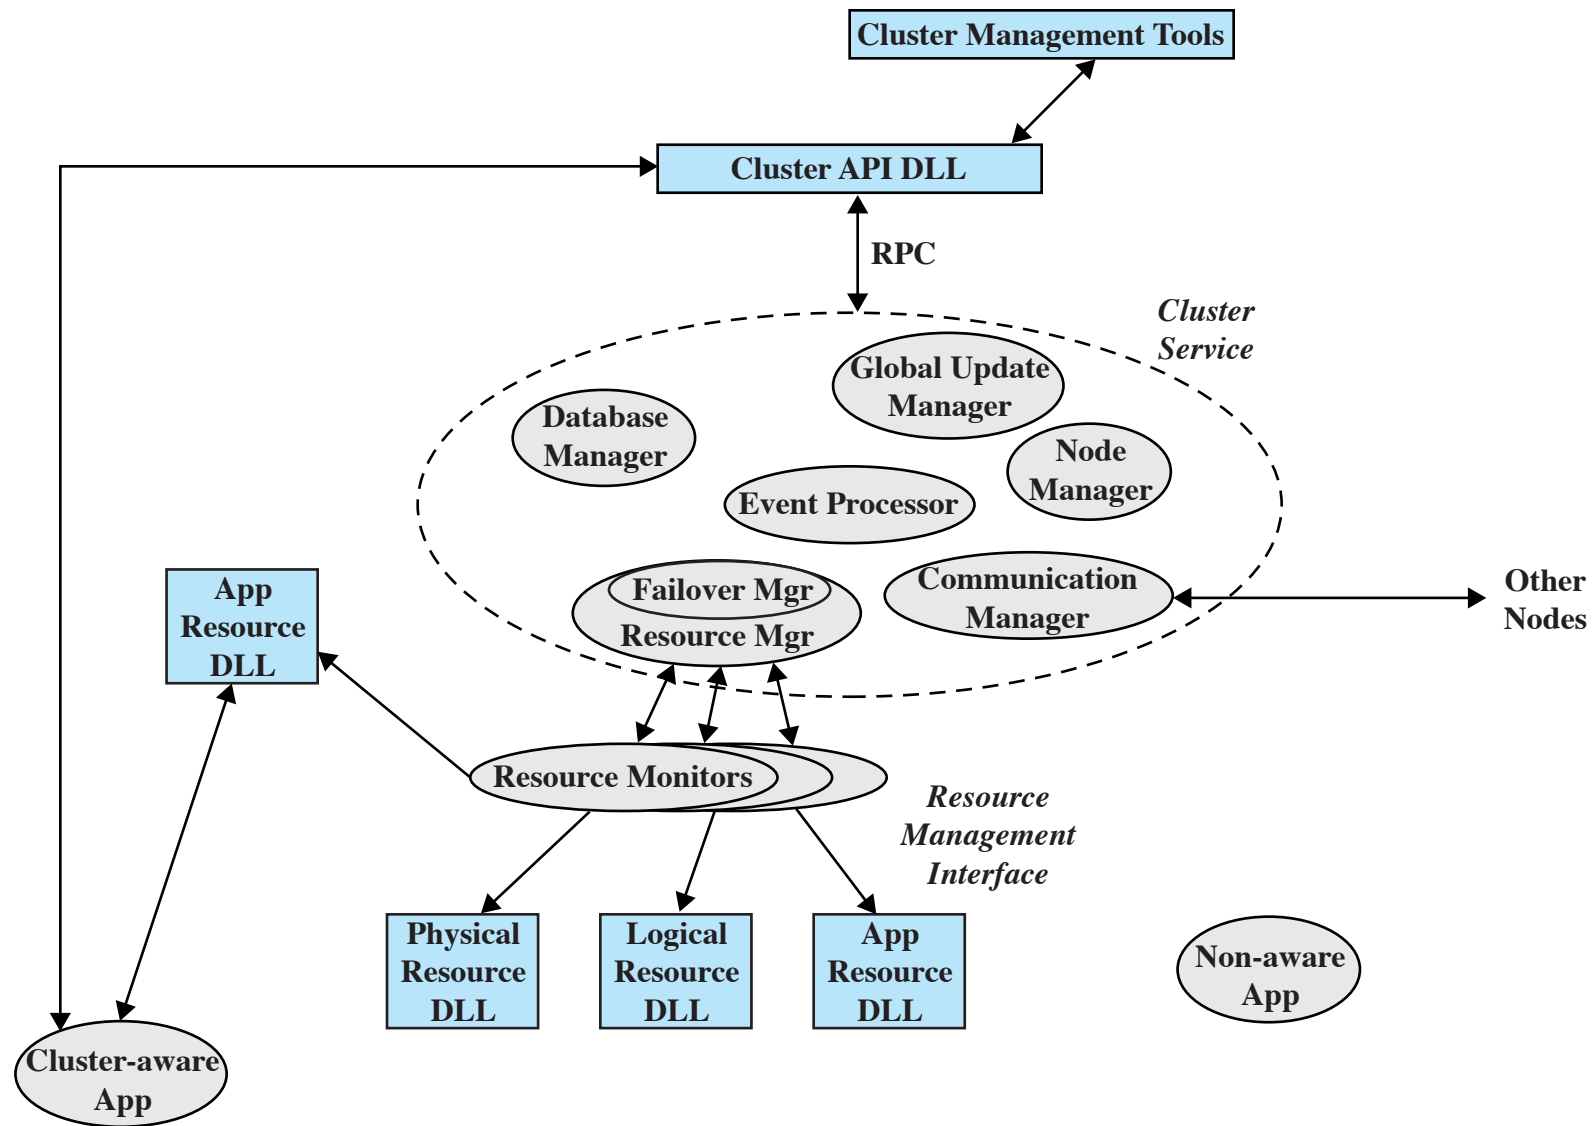 Cluster Management Tools
Cluster API DLL
RPC
Cluster
Service
Global Update
Manager
Database
Manager
Node
Manager
Event Processor
Failover Mgr
Resource Mgr
Communication
Manager
Other
Nodes
App
Resource
DLL
Resource Monitors
Resource
Management
Interface
Physical
Resource
DLL
Logical
Resource
DLL
App
Resource
DLL
Non-aware
App
Cluster-aware
App